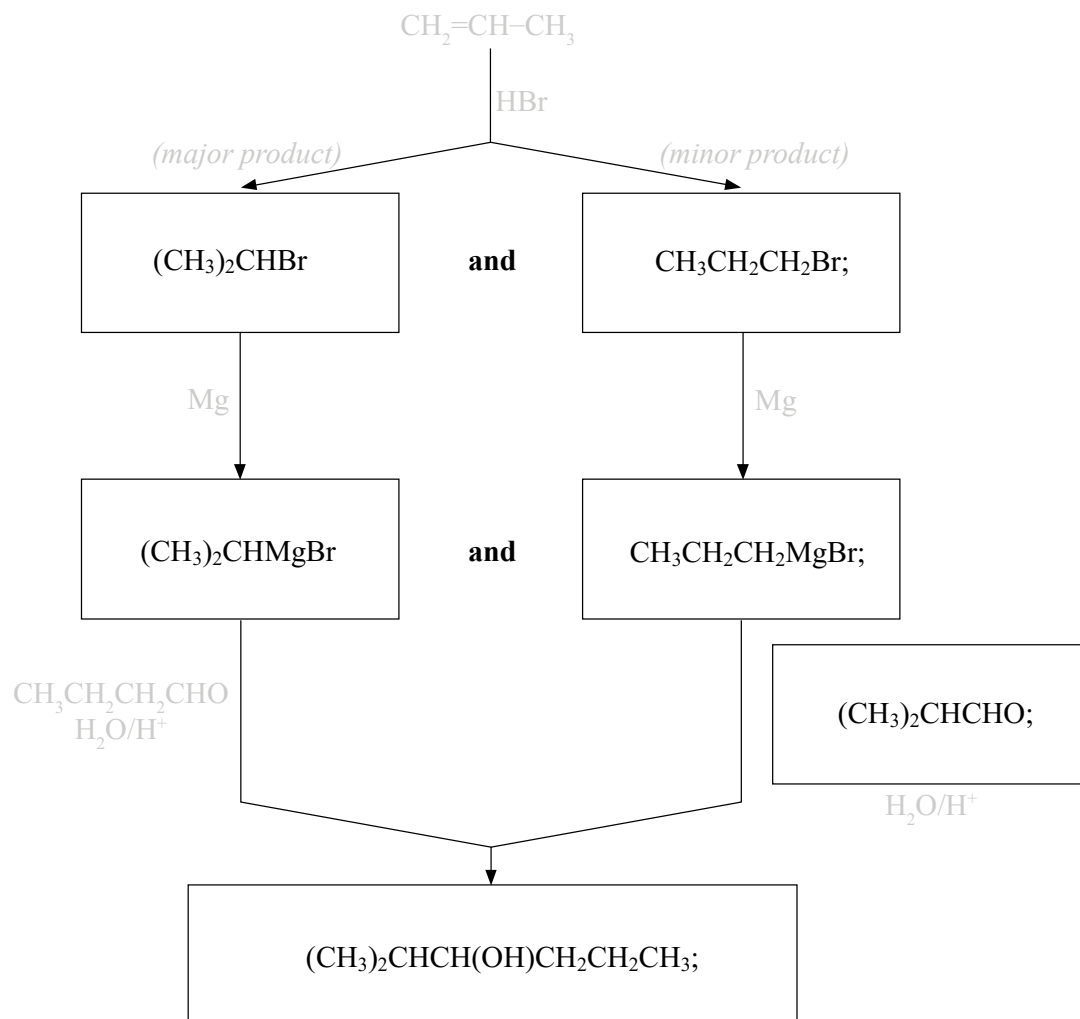 CH₂=CH–CH₃
HBr
(major product) (minor product)
(CH₃)₂CHBr and CH₃CH₂CH₂Br;
Mg Mg
(CH₃)₂CHMgBr and CH₃CH₂CH₂MgBr;
CH₃CH₂CH₂CHO
H₂O/H⁺
(CH₃)₂CHCHO;
H₂O/H⁺
(CH₃)₂CHCH(OH)CH₂CH₂CH₃;